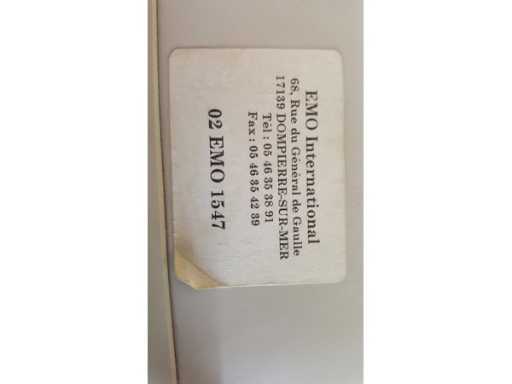 EMO International
68, Rue du Général de Gaulle
17139 DOMPIERRE-SUR-MER
Tél : 05 46 35 38 91
Fax : 05 46 35 42 39
02 EMO 1547